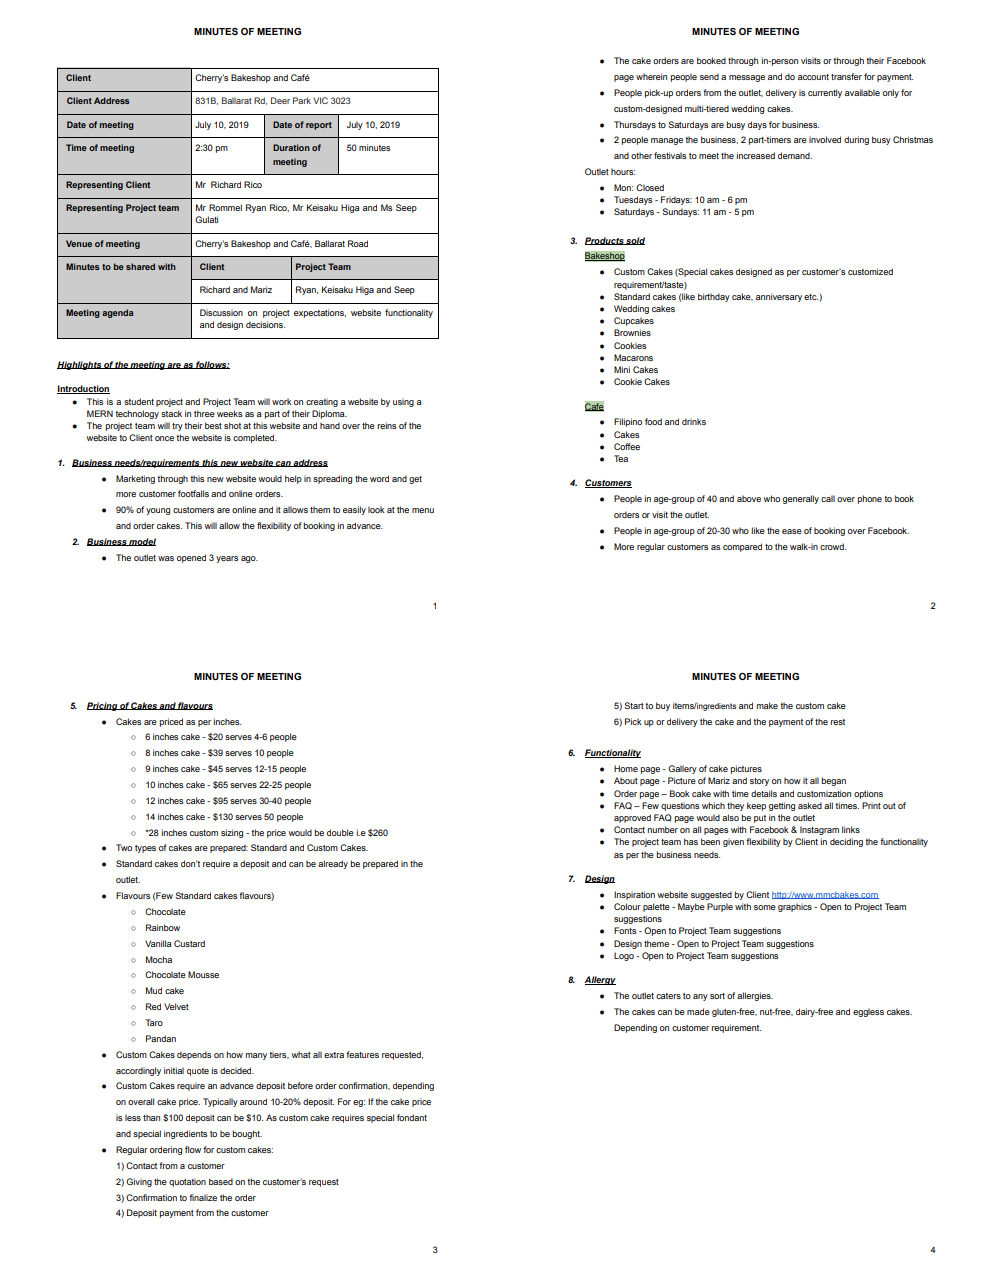 MINUTES OF MEETING
Client
Cherry's Bakeshop and Café
Client Address
831B, Ballarat Rd, Deer Park VIC 3023
Date of meeting
July 10, 2019
Date of report
July 10, 2019
Time of meeting
2:30 pm
Duration of
meeting
50 minutes
Representing Client
Mr Richard Rico
Representing Project team
Mr Rommel Ryan Rico, Mr Keisaku Higa and Ms Seep
Gulati
Venue of meeting
Cherry's Bakeshop and Café, Ballarat Road
Minutes to be shared with
Client
Project Team
Richard and Mariz
Ryan, Keisaku Higa and Seep
Meeting agenda
Discussion on project expectations, website functionality
and design decisions.
Highlights of the meeting are as follows:
Introduction
● This is a student project and Project Team will work on creating a website by using a
MERN technology stack in three weeks as a part of their Diploma.
● The project team will try their best shot at this website and hand over the reins of the
website to Client once the website is completed.
1. Business needs/requirements this new website can address
● Marketing through this new website would help in spreading the word and get
more customer footfalls and online orders.
● 90% of young customers are online and it allows them to easily look at the menu
and order cakes. This will allow the flexibility of booking in advance.
2. Business model
● The outlet was opened 3 years ago.
1
MINUTES OF MEETING
● The cake orders are booked through in-person visits or through their Facebook
page wherein people send a message and do account transfer for payment.
● People pick-up orders from the outlet, delivery is currently available only for
custom-designed multi-tiered wedding cakes.
● Thursdays to Saturdays are busy days for business.
● 2 people manage the business, 2 part-timers are involved during busy Christmas
and other festivals to meet the increased demand.
Outlet hours:
● Mon: Closed
● Tuesdays - Fridays: 10 am - 6 pm
● Saturdays - Sundays: 11 am - 5 pm
3. Products sold
Bakeshop
● Custom Cakes (Special cakes designed as per customer's customized
requirement/taste)
● Standard cakes (like birthday cake, anniversary etc.)
● Wedding cakes
● Cupcakes
● Brownies
● Cookies
● Macarons
● Mini Cakes
● Cookie Cakes
Cafe
● Filipino food and drinks
● Cakes
● Coffee
● Tea
4. Customers
● People in age-group of 40 and above who generally call over phone to book
orders or visit the outlet.
● People in age-group of 20-30 who like the ease of booking over Facebook.
● More regular customers as compared to the walk-in crowd.
2
MINUTES OF MEETING
5. Pricing of Cakes and flavours
● Cakes are priced as per inches.
○ 6 inches cake - $20 serves 4-6 people
○ 8 inches cake - $39 serves 10 people
○ 9 inches cake - $45 serves 12-15 people
○ 10 inches cake - $65 serves 22-25 people
○ 12 inches cake - $95 serves 30-40 people
○ 14 inches cake - $130 serves 50 people
○ *28 inches custom sizing - the price would be double i.e $260
● Two types of cakes are prepared: Standard and Custom Cakes.
● Standard cakes don't require a deposit and can be already be prepared in the
outlet.
● Flavours (Few Standard cakes flavours)
○ Chocolate
○ Rainbow
○ Vanilla Custard
○ Mocha
○ Chocolate Mousse
○ Mud cake
○ Red Velvet
○ Taro
○ Pandan
● Custom Cakes depends on how many tiers, what all extra features requested,
accordingly initial quote is decided.
● Custom Cakes require an advance deposit before order confirmation, depending
on overall cake price. Typically around 10-20% deposit. For eg: If the cake price
is less than $100 deposit can be $10. As custom cake requires special fondant
and special ingredients to be bought.
● Regular ordering flow for custom cakes:
1) Contact from a customer
2) Giving the quotation based on the customer's request
3) Confirmation to finalize the order
4) Deposit payment from the customer
3
MINUTES OF MEETING
5) Start to buy items/ingredients and make the custom cake
6) Pick up or delivery the cake and the payment of the rest
6. Functionality
● Home page - Gallery of cake pictures
● About page - Picture of Mariz and story on how it all began
● Order page – Book cake with time details and customization options
● FAQ – Few questions which they keep getting asked all times. Print out of
approved FAQ page would also be put in the outlet
● Contact number on all pages with Facebook & Instagram links
● The project team has been given flexibility by Client in deciding the functionality
as per the business needs.
7. Design
● Inspiration website suggested by Client http://www.mmcbakes.com
● Colour palette - Maybe Purple with some graphics - Open to Project Team
suggestions
● Fonts - Open to Project Team suggestions
● Design theme - Open to Project Team suggestions
● Logo - Open to Project Team suggestions
8. Allergy
● The outlet caters to any sort of allergies.
● The cakes can be made gluten-free, nut-free, dairy-free and eggless cakes.
Depending on customer requirement.
4